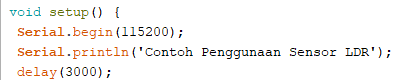 void setup() {
Serial.begin(115200);
Serial.println('Contoh Penggunaan Sensor LDR');
delay(3000);